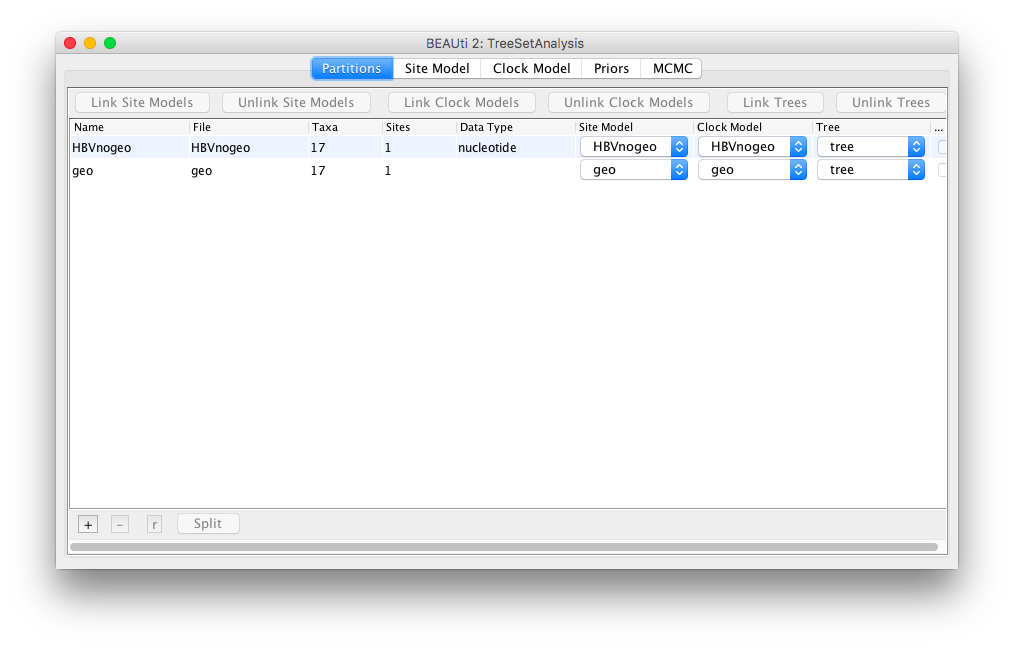 BEAUti 2: TreeSetAnalysis
Partitions Site Model Clock Model Priors MCMC
Link Site Models Unlink Site Models Link Clock Models Unlink Clock Models Link Trees Unlink Trees
Name File Taxa Sites Data Type Site Model Clock Model Tree ...
HBVnogeo HBVnogeo 17 1 nucleotide HBVnogeo HBVnogeo tree
geo geo 17 1 geo geo tree
+ - r Split